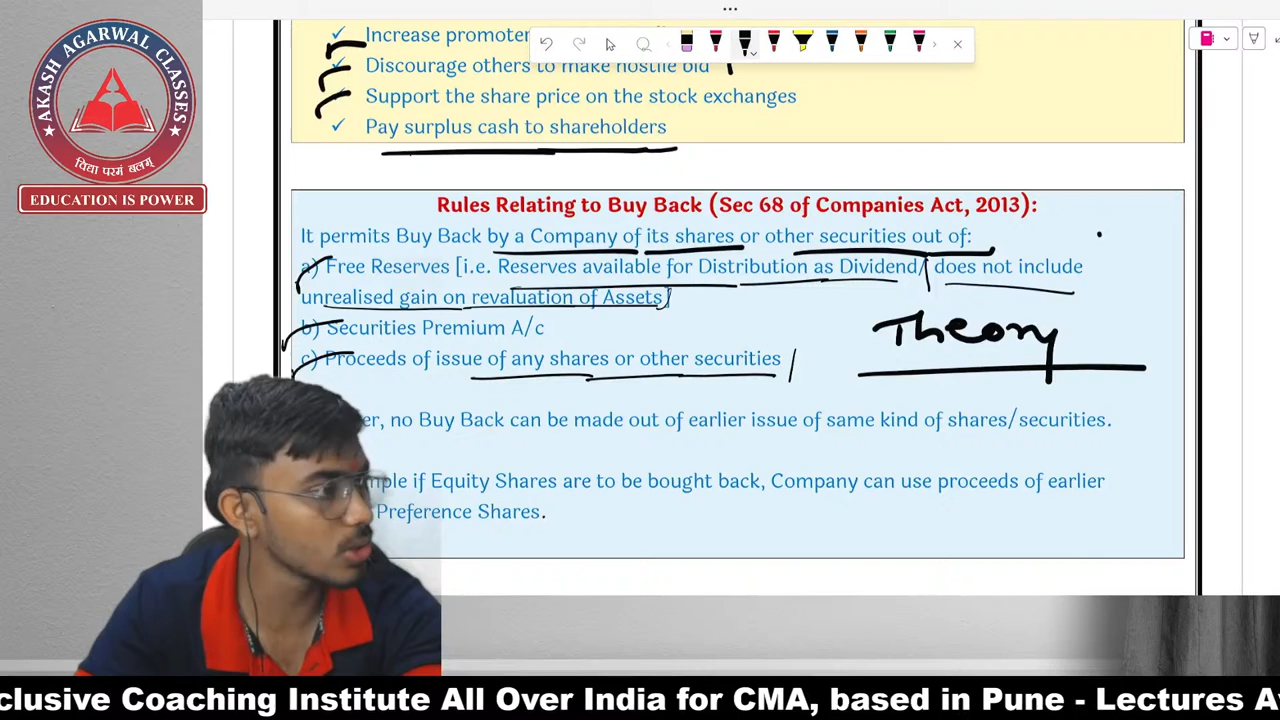 Increase promoter
Discourage others to make hostile bid
Support the share price on the stock exchanges
Pay surplus cash to shareholders
AKASH AGARWAL CLASSES
विद्या परमं बलम्
EDUCATION IS POWER
Rules Relating to Buy Back (Sec 68 of Companies Act, 2013):
It permits Buy Back by a Company of its shares or other securities out of:
a) Free Reserves [i.e. Reserves available for Distribution as Dividend/ does not include
unrealised gain on revaluation of Assets]
b) Securities Premium A/c
c) Proceeds of issue of any shares or other securities
Theory
er, no Buy Back can be made out of earlier issue of same kind of shares/securities.
mple if Equity Shares are to be bought back, Company can use proceeds of earlier
Preference Shares.
clusive Coaching Institute All Over India for CMA, based in Pune - Lectures A